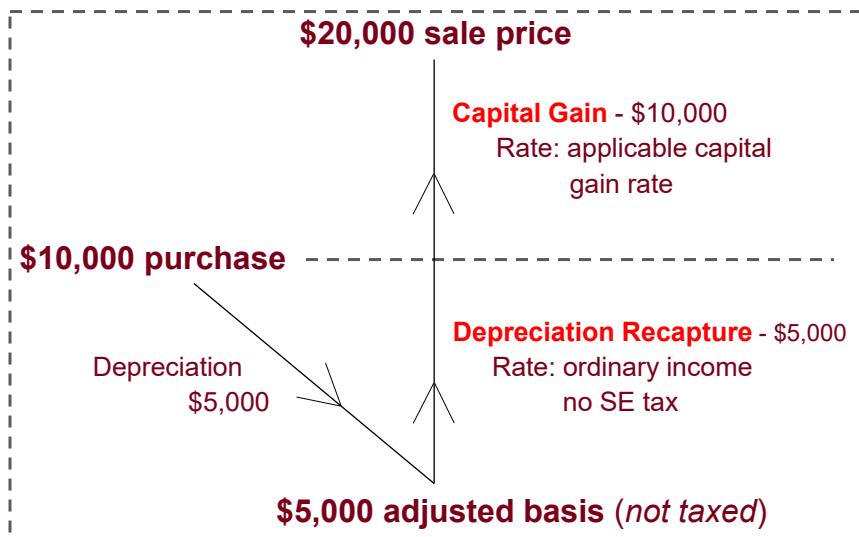 $20,000 sale price
Capital Gain - $10,000
Rate: applicable capital
gain rate
$10,000 purchase
Depreciation Recapture - $5,000
Rate: ordinary income
no SE tax
Depreciation
$5,000
$5,000 adjusted basis (not taxed)